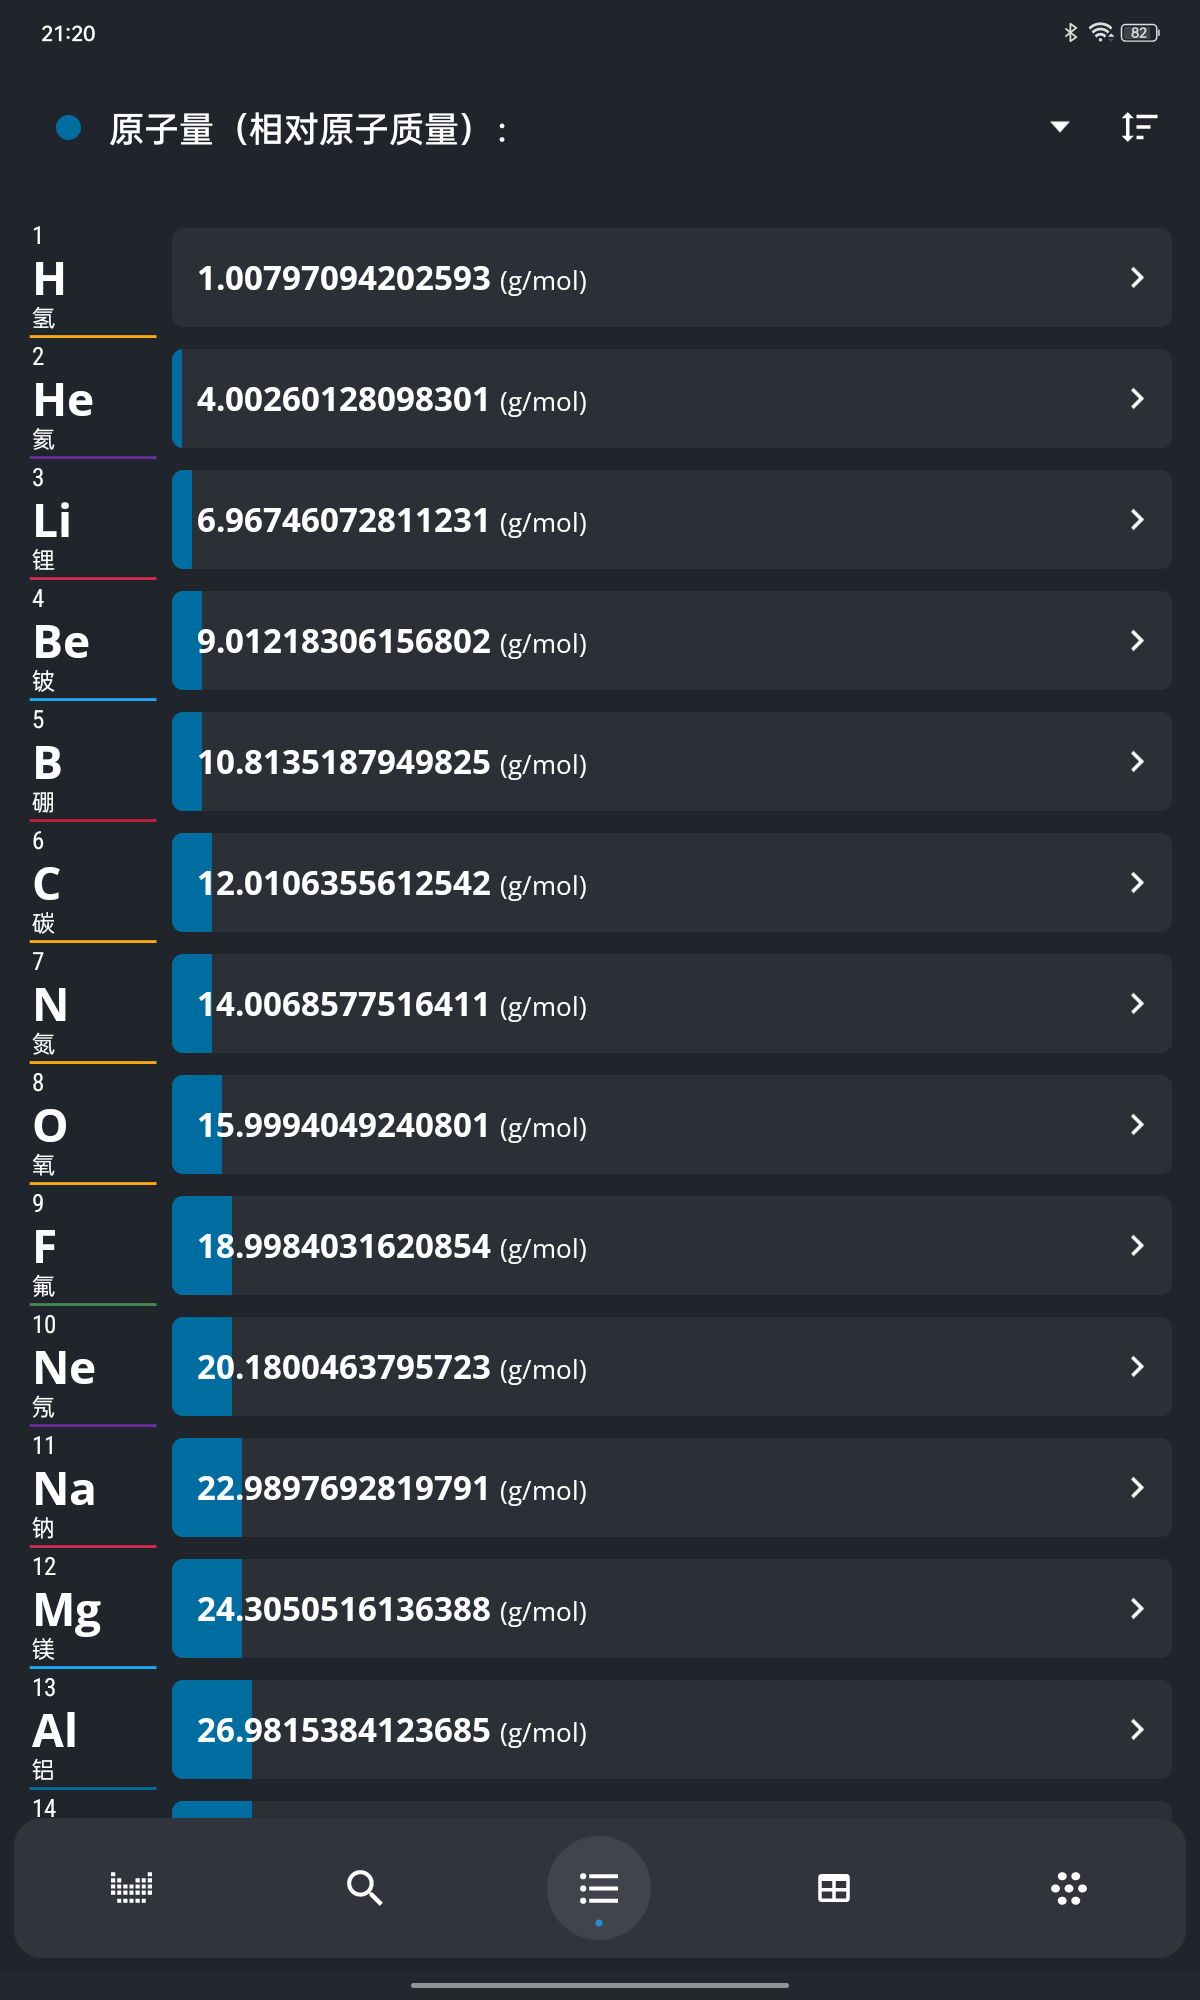 21:20
82
原子量（相对原子质量）:
1
H
氢
1.00797094202593 (g/mol)
2
He
氦
4.00260128098301 (g/mol)
3
Li
锂
6.96746072811231 (g/mol)
4
Be
铍
9.01218306156802 (g/mol)
5
B
硼
10.8135187949825 (g/mol)
6
C
碳
12.0106355612542 (g/mol)
7
N
氮
14.0068577516411 (g/mol)
8
O
氧
15.9994049240801 (g/mol)
9
F
氟
18.9984031620854 (g/mol)
10
Ne
氖
20.1800463795723 (g/mol)
11
Na
钠
22.9897692819791 (g/mol)
12
Mg
镁
24.3050516136388 (g/mol)
13
Al
铝
26.9815384123685 (g/mol)
14